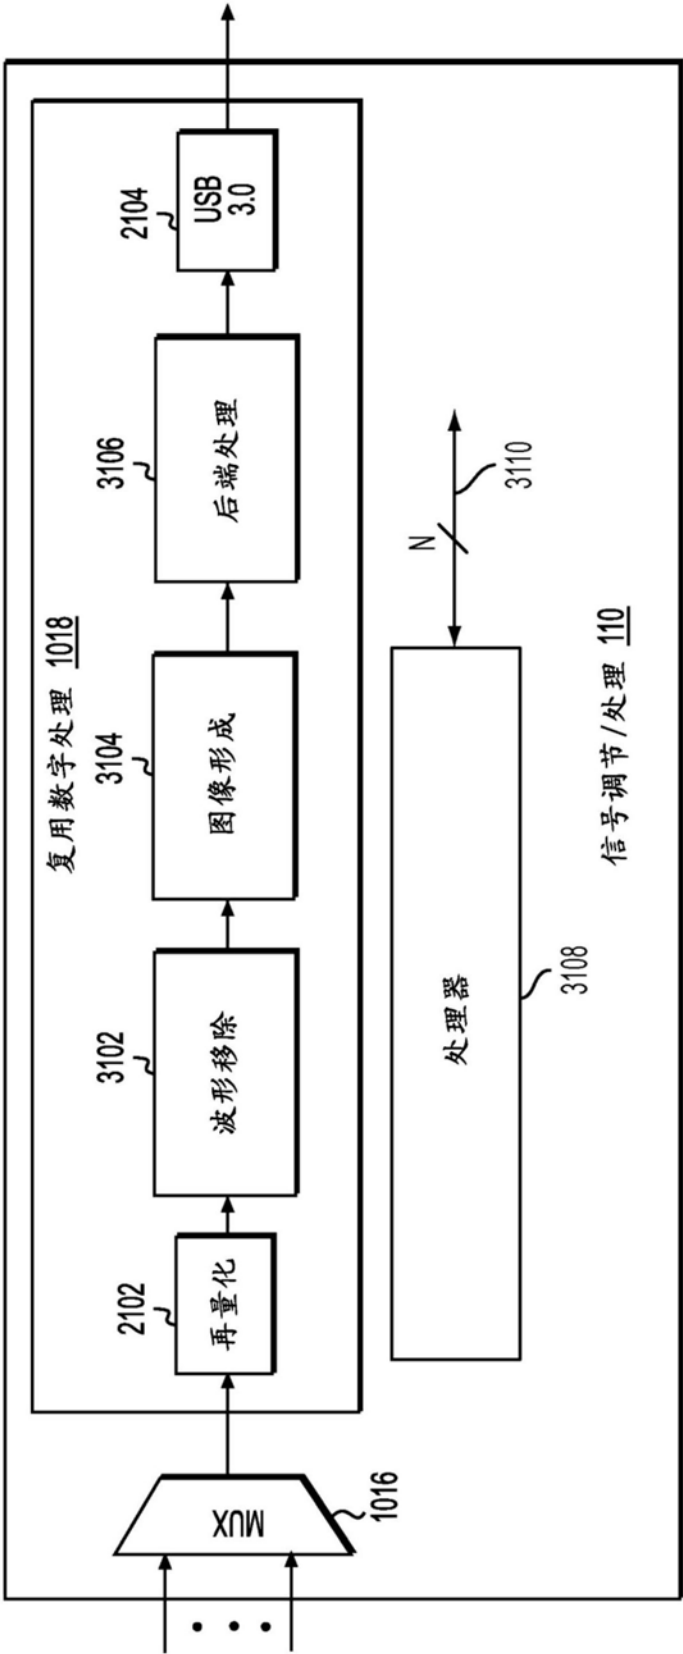 复用数字处理 1018
MUX
1016
2102
再量化
3102
波形移除
3104
图像形成
3106
后端处理
2104
USB
3.0
处理器
3108
N
3110
信号调节/处理 110